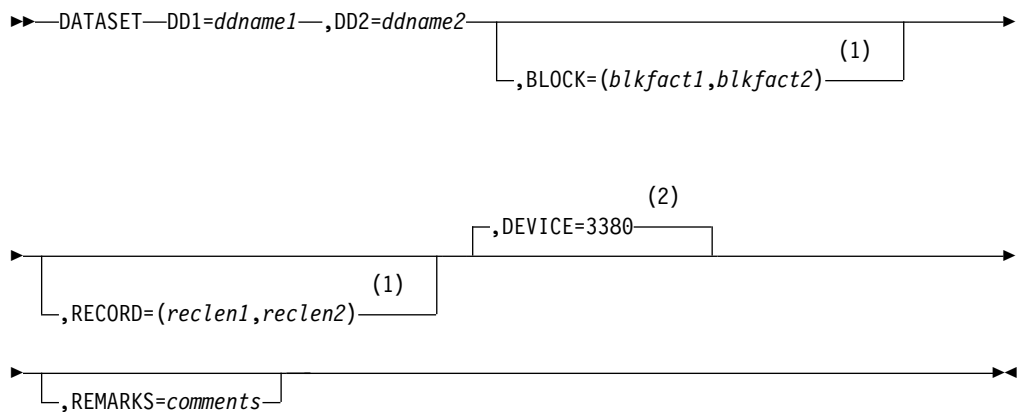 DATASET DD1=ddname1 ,DD2=ddname2
(1)
,BLOCK=(blkfact1,blkfact2)
(2)
,DEVICE=3380
(1)
,RECORD=(reclen1,reclen2)
,REMARKS=comments